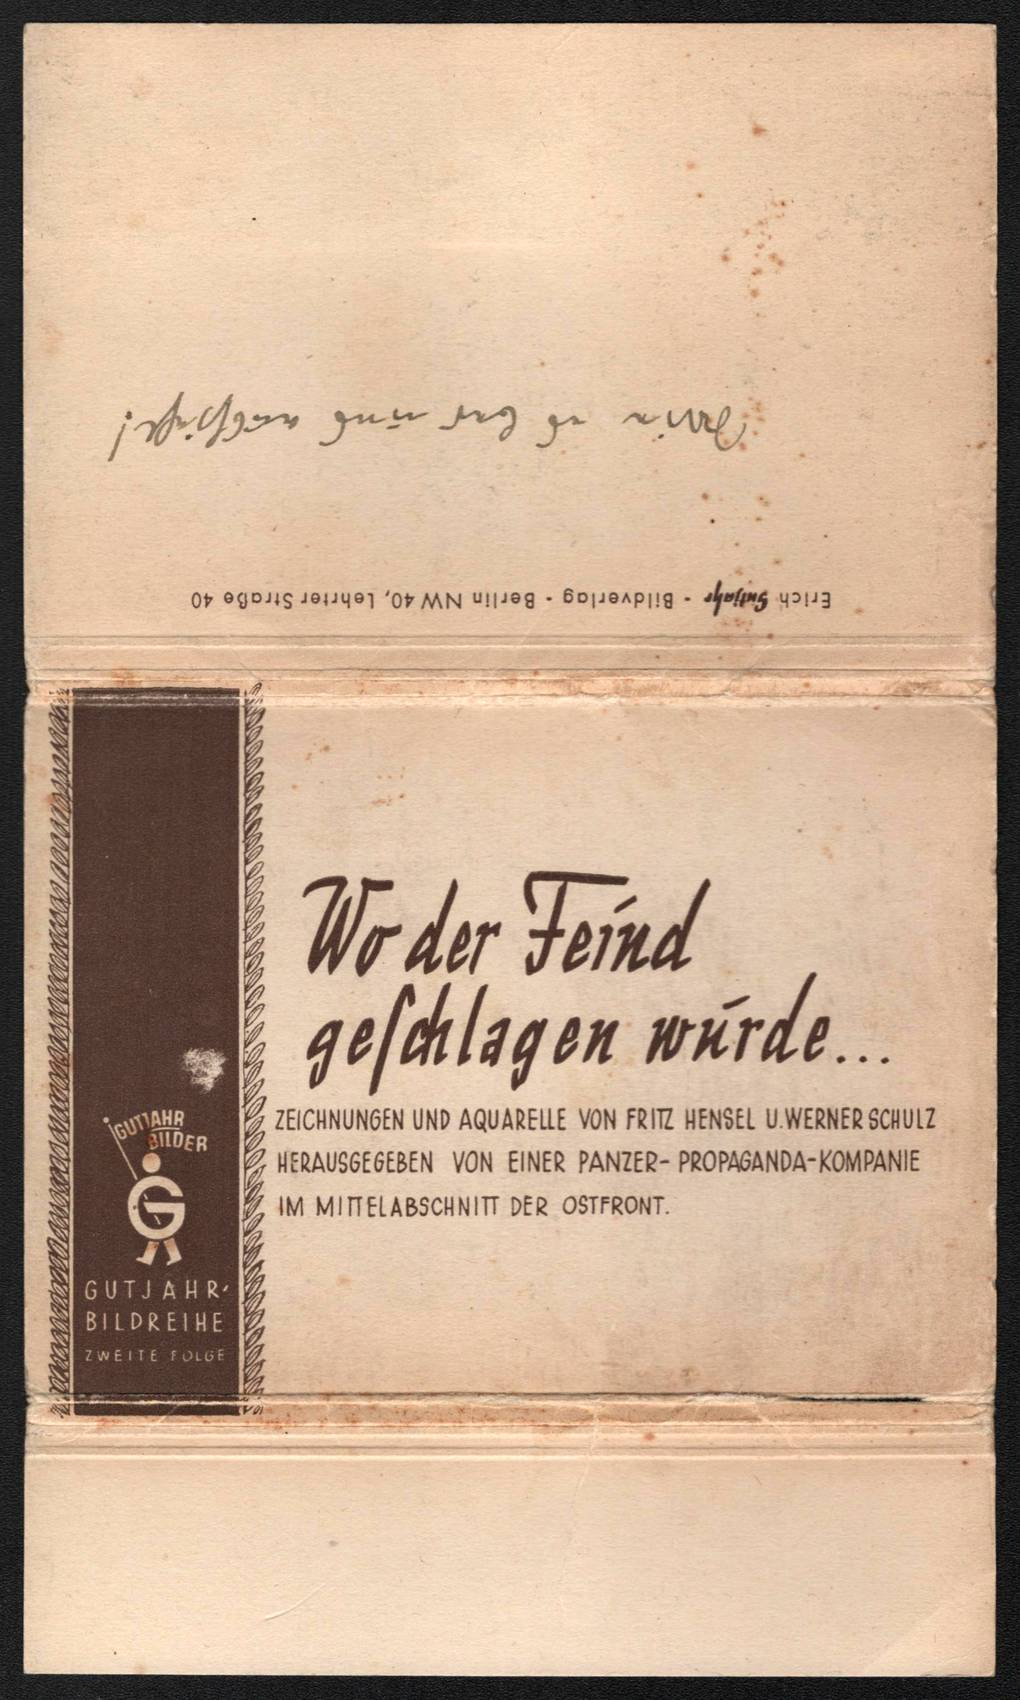 Erich Gutjahr - Bildverlag - Berlin NW 40, Lehrter Straße 40
Wo der Feind
geſchlagen wurde...
ZEICHNUNGEN UND AQUARELLE VON FRITZ HENSEL U. WERNER SCHULZ
HERAUSGEGEBEN VON EINER PANZER-PROPAGANDA-KOMPANIE
IM MITTELABSCHNITT DER OSTFRONT.
GUTJAHR
BILDER
G
GUTJAHR-
BILDREIHE
ZWEITE FOLGE